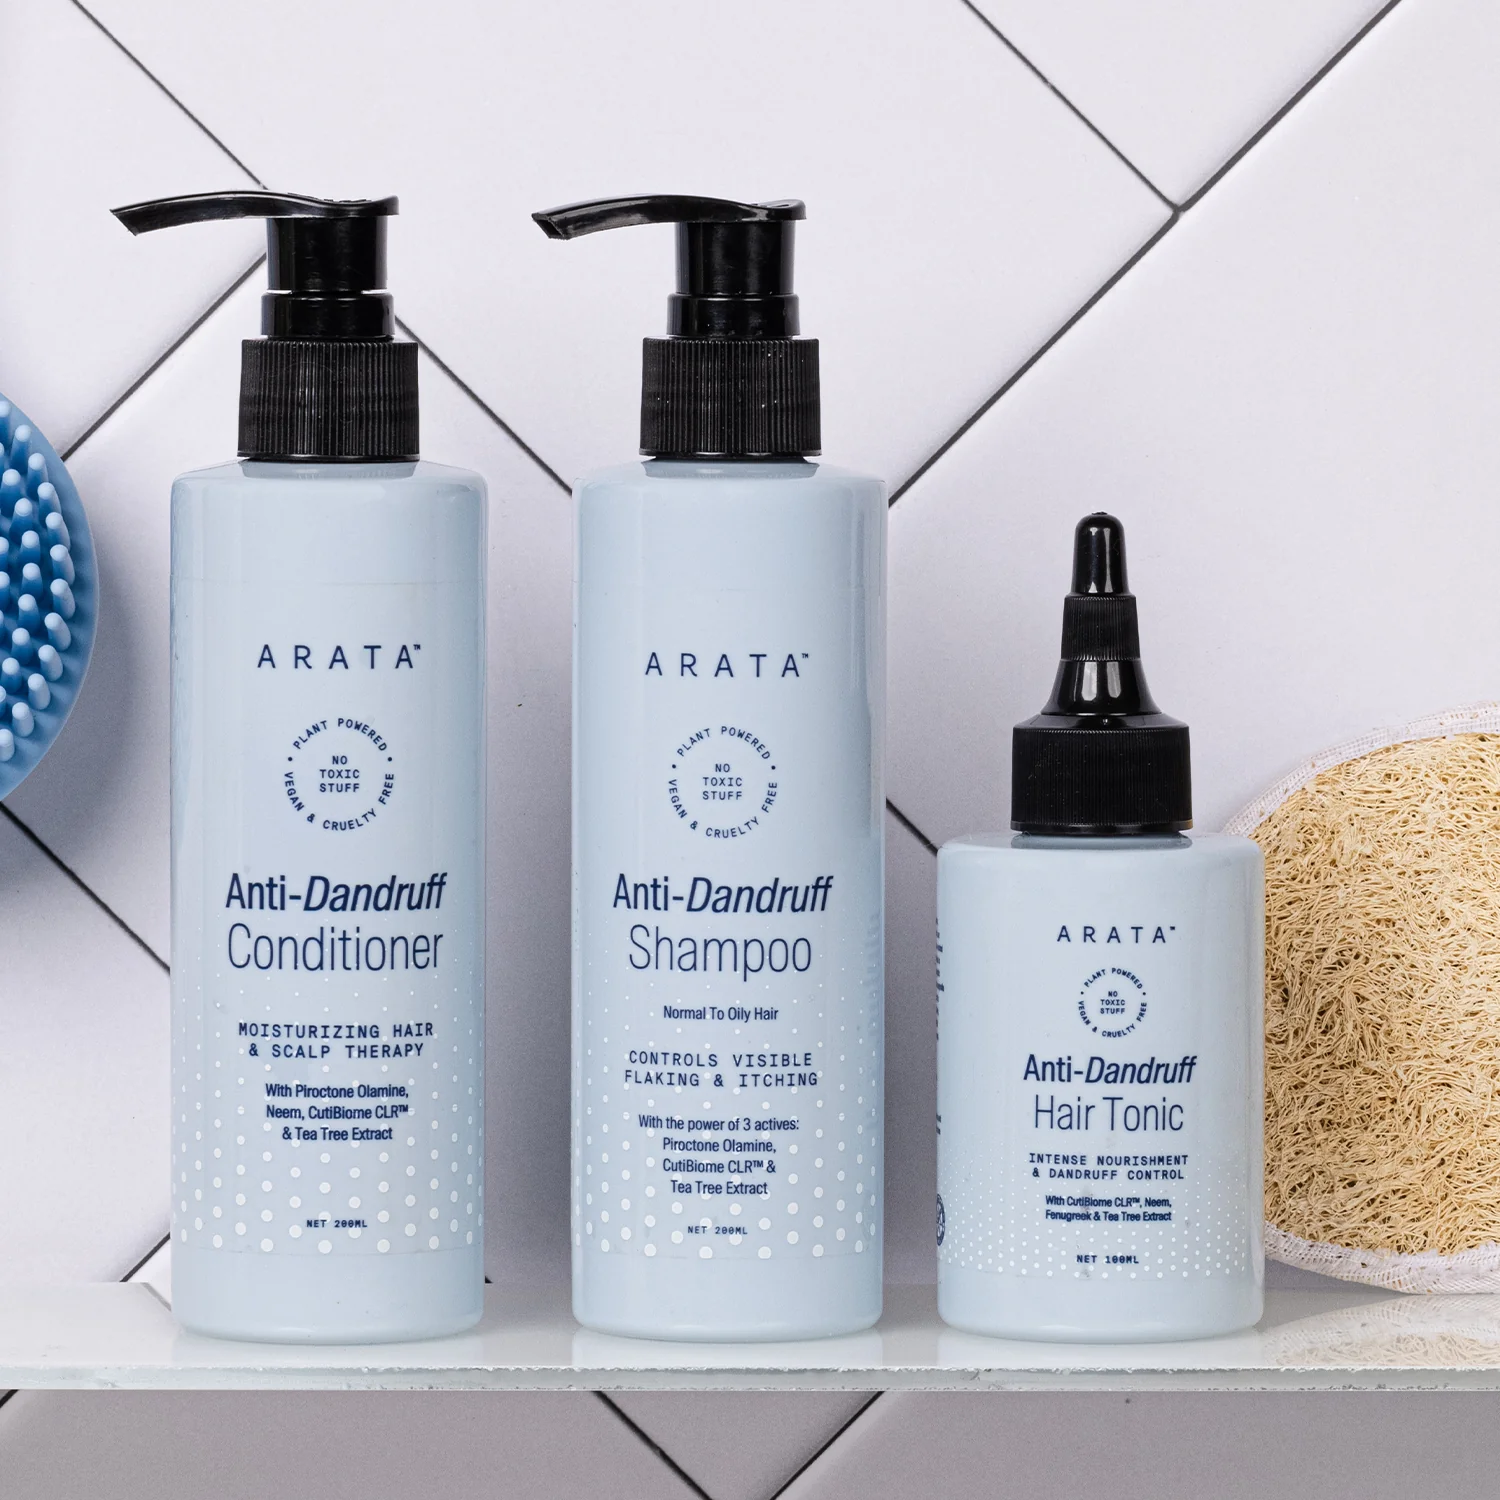 ARATA™
PLANT POWERED
NO
TOXIC
STUFF
VEGAN & CRUELTY FREE
Anti-Dandruff
Conditioner
MOISTURIZING HAIR
& SCALP THERAPY
With Piroctone Olamine,
Neem, CutiBiome CLR™
& Tea Tree Extract
NET 200ML
ARATA™
PLANT POWERED
NO
TOXIC
STUFF
VEGAN & CRUELTY FREE
Anti-Dandruff
Shampoo
Normal To Oily Hair
CONTROLS VISIBLE
FLAKING & ITCHING
With the power of 3 actives:
Piroctone Olamine,
CutiBiome CLR™ &
Tea Tree Extract
NET 200ML
ARATA™
PLANT POWERED
NO
TOXIC
STUFF
VEGAN & CRUELTY FREE
Anti-Dandruff
Hair Tonic
INTENSE NOURISHMENT
& DANDRUFF CONTROL
With CutiBiome CLR™, Neem,
Fenugreek & Tea Tree Extract
NET 100ML